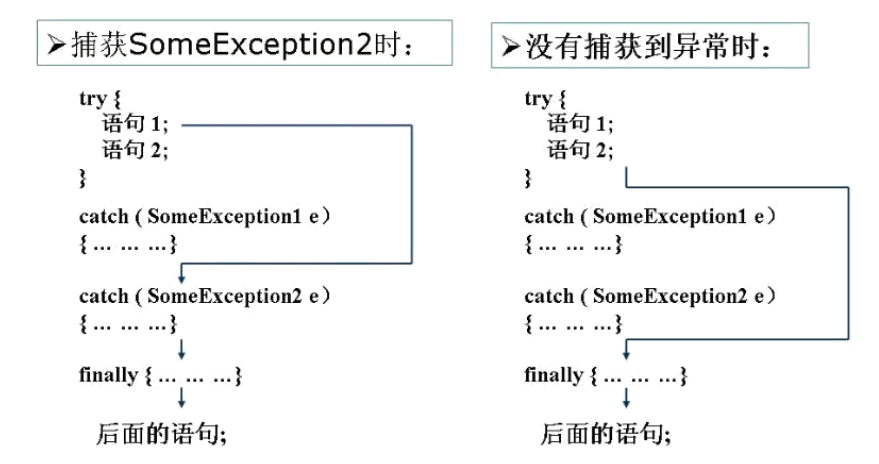 ➢捕获SomeException2时：
try {
语句 1;
语句 2;
}
catch ( SomeException1 e）
{ ... ... ...}
catch ( SomeException2 e）
{ ... ... ...}
finally { ... ... ...}
后面的语句;
➢没有捕获到异常时：
try {
语句 1;
语句 2;
}
catch ( SomeException1 e）
{ ... ... ...}
catch ( SomeException2 e）
{ ... ... ...}
finally { ... ... ...}
后面的语句;